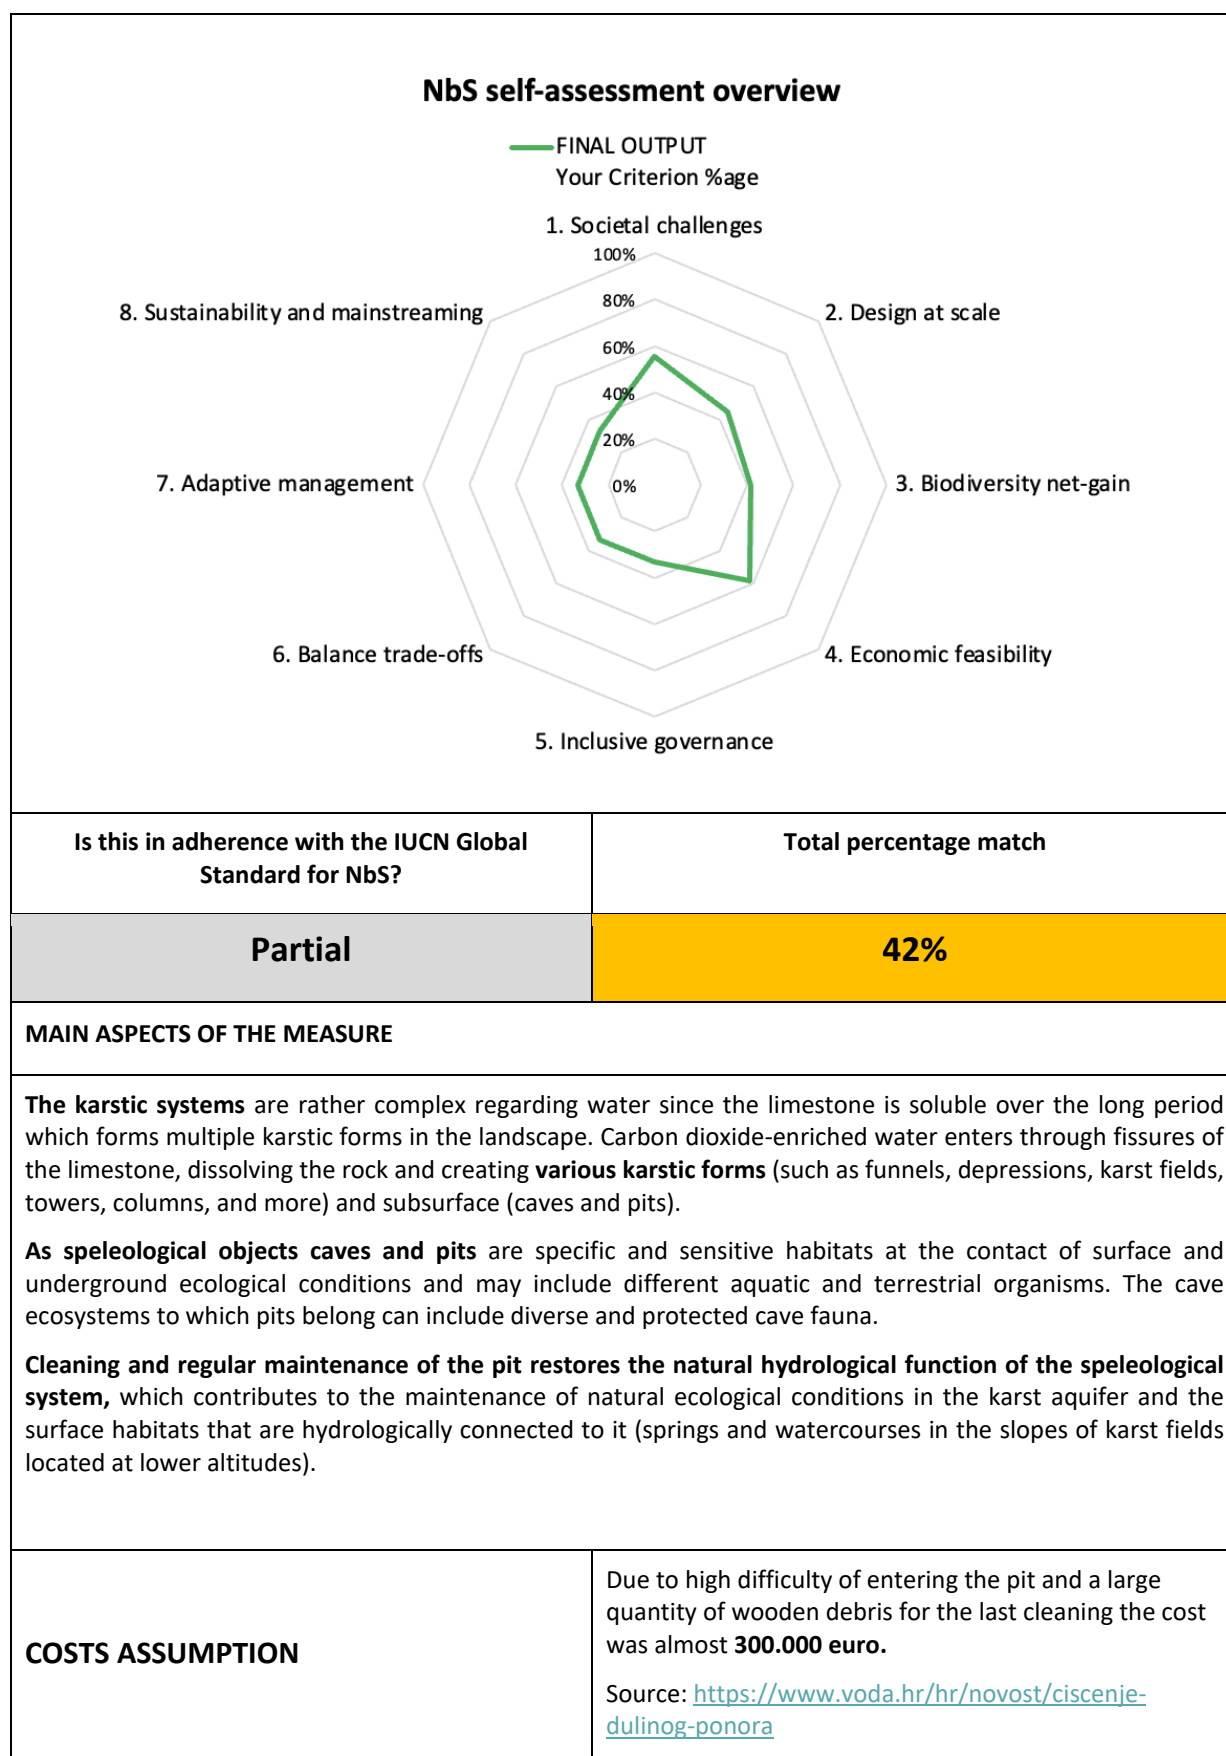 NbS self-assessment overview
FINAL OUTPUT
Your Criterion %age
1. Societal challenges
100%
8. Sustainability and mainstreaming
80%
2. Design at scale
60%
40%
20%
7. Adaptive management
0%
3. Biodiversity net-gain
6. Balance trade-offs
4. Economic feasibility
5. Inclusive governance
Is this in adherence with the IUCN Global
Standard for NbS?
Total percentage match
Partial
42%
MAIN ASPECTS OF THE MEASURE
The karstic systems are rather complex regarding water since the limestone is soluble over the long period
which forms multiple karstic forms in the landscape. Carbon dioxide-enriched water enters through fissures of
the limestone, dissolving the rock and creating various karstic forms (such as funnels, depressions, karst fields,
towers, columns, and more) and subsurface (caves and pits).
As speleological objects caves and pits are specific and sensitive habitats at the contact of surface and
underground ecological conditions and may include different aquatic and terrestrial organisms. The cave
ecosystems to which pits belong can include diverse and protected cave fauna.
Cleaning and regular maintenance of the pit restores the natural hydrological function of the speleological
system, which contributes to the maintenance of natural ecological conditions in the karst aquifer and the
surface habitats that are hydrologically connected to it (springs and watercourses in the slopes of karst fields
located at lower altitudes).
COSTS ASSUMPTION
Due to high difficulty of entering the pit and a large
quantity of wooden debris for the last cleaning the cost
was almost 300.000 euro.
Source: https://www.voda.hr/hr/novost/ciscenje-
dulinog-ponora